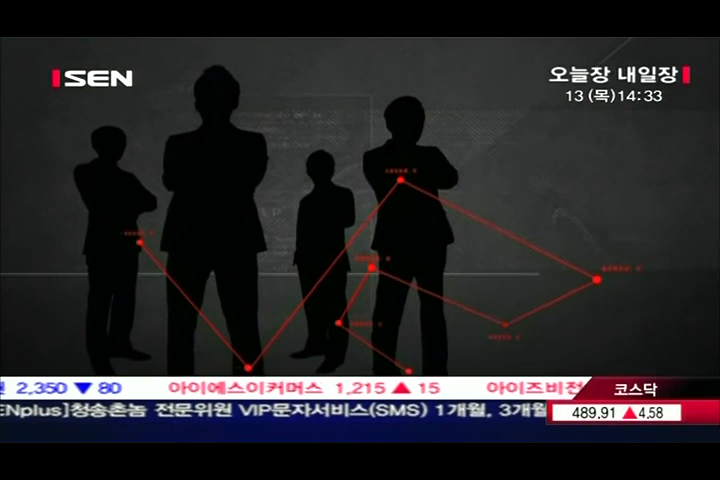 SEN
오늘장 내일장
13 (목) 14:33
2,350 ▼ 80 아이에스이커머스 1,215 ▲ 15 아이즈비전
코스닥
ENplus]청송촌놈 전문위원 VIP문자서비스(SMS) 1개월, 3개월
489.91 ▲4.58